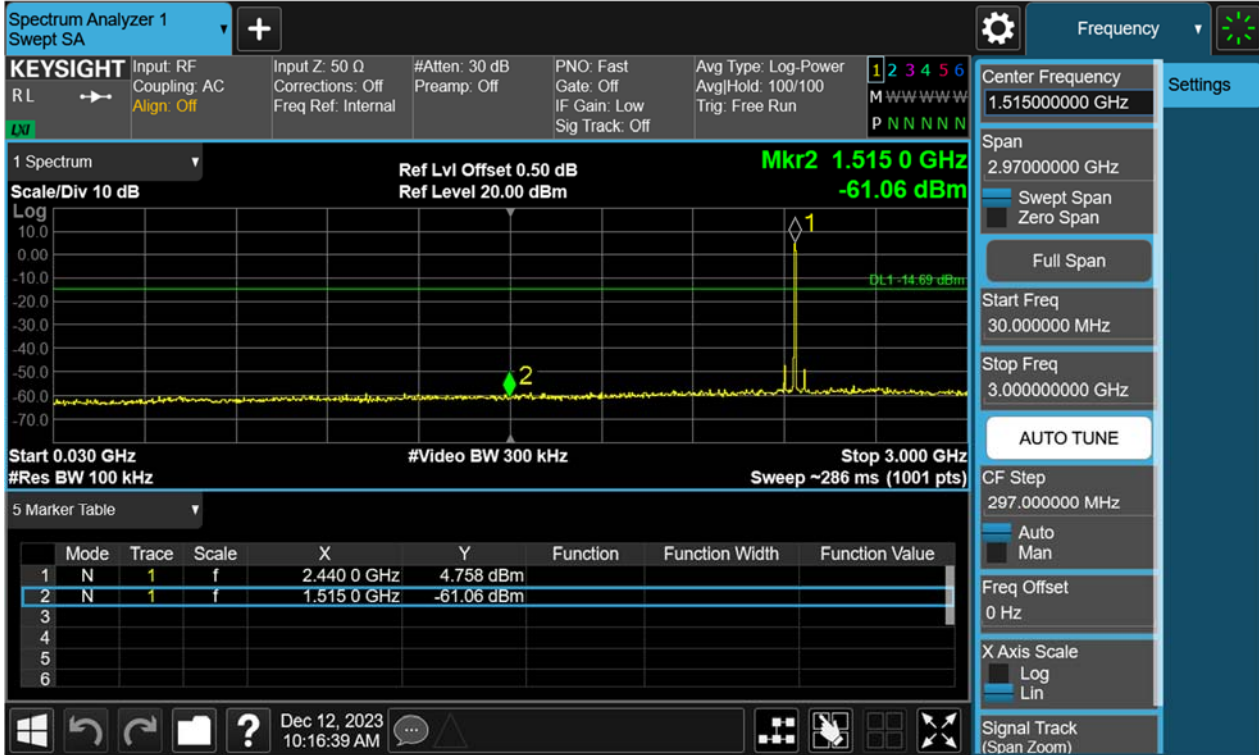 Spectrum Analyzer 1
Swept SA
+
Frequency
KEYSIGHT
R L
LXI
Input: RF
Coupling: AC
Align: Off
Input Z: 50 Ω
Corrections: Off
Freq Ref: Internal
#Atten: 30 dB
Preamp: Off
PNO: Fast
Gate: Off
IF Gain: Low
Sig Track: Off
Avg Type: Log-Power
Avg|Hold: 100/100
Trig: Free Run
1 2 3 4 5 6
M W W W W W
P N N N N N
1 Spectrum
Scale/Div 10 dB
Ref Lvl Offset 0.50 dB
Ref Level 20.00 dBm
Mkr2 1.515 0 GHz
-61.06 dBm
Log
10.0
0.00
-10.0
-20.0
-30.0
-40.0
-50.0
-60.0
-70.0
1
DL1 -14.69 dBm
2
Start 0.030 GHz
#Video BW 300 kHz
Stop 3.000 GHz
#Res BW 100 kHz
Sweep ~286 ms (1001 pts)
5 Marker Table
Mode Trace Scale X Y Function Function Width Function Value
1 N 1 f 2.440 0 GHz 4.758 dBm
2 N 1 f 1.515 0 GHz -61.06 dBm
3
4
5
6
?
Dec 12, 2023
10:16:39 AM
Center Frequency
1.515000000 GHz
Settings
Span
2.97000000 GHz
Swept Span
Zero Span
Full Span
Start Freq
30.000000 MHz
Stop Freq
3.000000000 GHz
AUTO TUNE
CF Step
297.000000 MHz
Auto
Man
Freq Offset
0 Hz
X Axis Scale
Log
Lin
Signal Track
(Span Zoom)